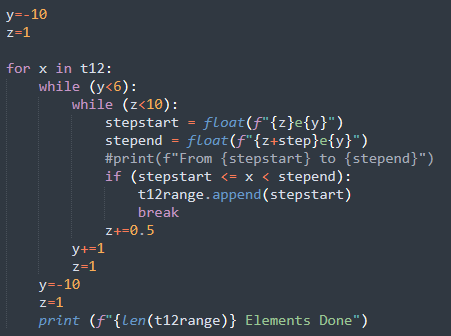 y=-10
z=1

for x in t12:
    while (y<6):
        while (z<10):
            stepstart = float(f"{z}e{y}")
            stepend = float(f"{z+step}e{y}")
            #print(f"From {stepstart} to {stepend}")
            if (stepstart <= x < stepend):
                t12range.append(stepstart)
                break
            z+=0.5
        y+=1
        z=1
    y=-10
    z=1
    print (f"{len(t12range)} Elements Done")